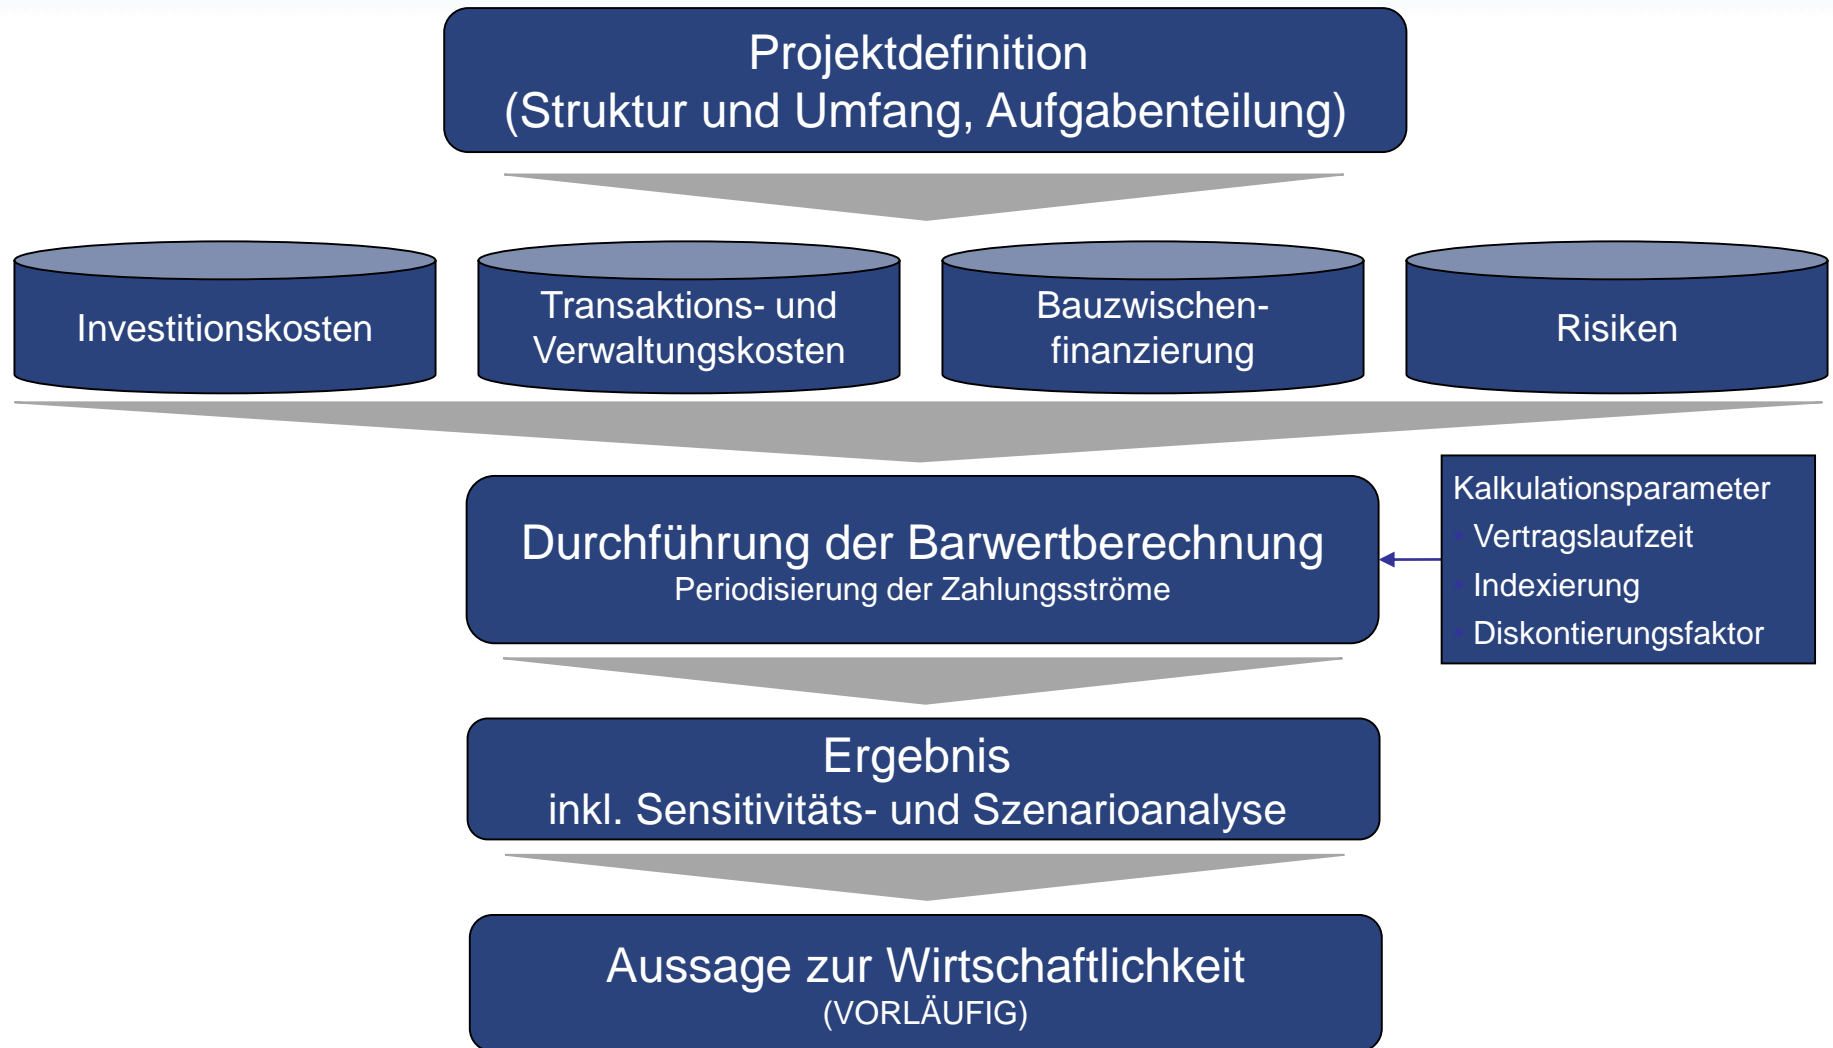 Projektdefinition
(Struktur und Umfang, Aufgabenteilung)
Investitionskosten
Transaktions- und
Verwaltungskosten
Bauzwischen-
finanzierung
Risiken
Durchführung der Barwertberechnung
Periodisierung der Zahlungsströme
Kalkulationsparameter
Vertragslaufzeit
Indexierung
Diskontierungsfaktor
Ergebnis
inkl. Sensitivitäts- und Szenarioanalyse
Aussage zur Wirtschaftlichkeit
(VORLÄUFIG)